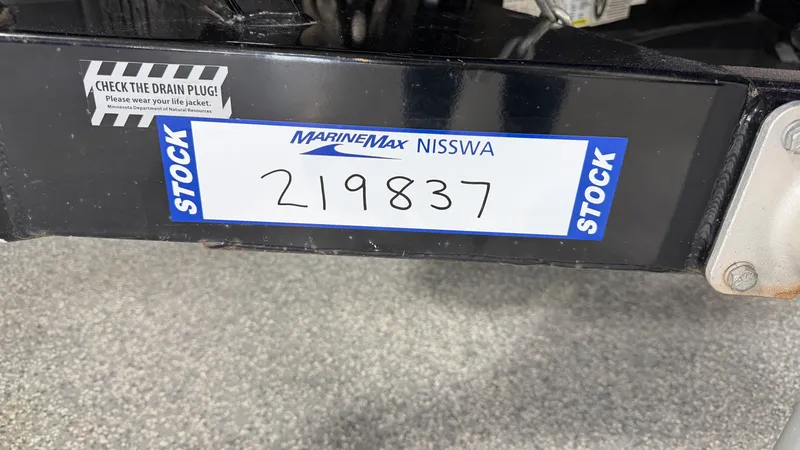 CHECK THE DRAIN PLUG!
Please wear your life jacket.
Minnesota Department of Natural Resources
STOCK
MARINEMAX NISSWA
219837
STOCK